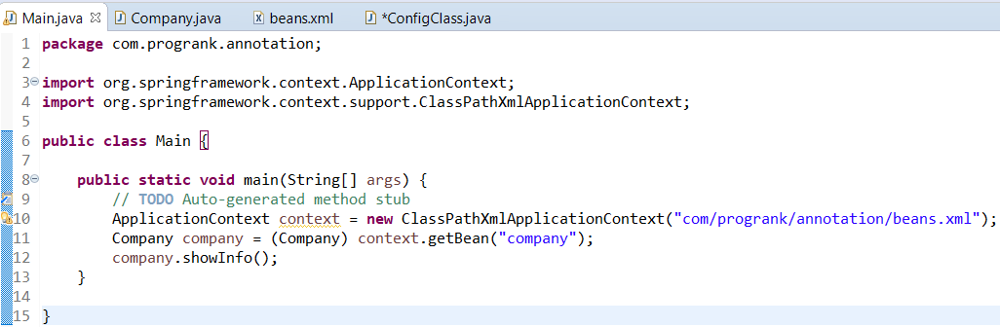 Main.java Company.java beans.xml *ConfigClass.java
1 package com.progrank.annotation;
2
3 import org.springframework.context.ApplicationContext;
4 import org.springframework.context.support.ClassPathXmlApplicationContext;
5
6 public class Main {
7
8 public static void main(String[] args) {
9 // TODO Auto-generated method stub
10 ApplicationContext context = new ClassPathXmlApplicationContext("com/progrank/annotation/beans.xml");
11 Company company = (Company) context.getBean("company");
12 company.showInfo();
13 }
14
15 }